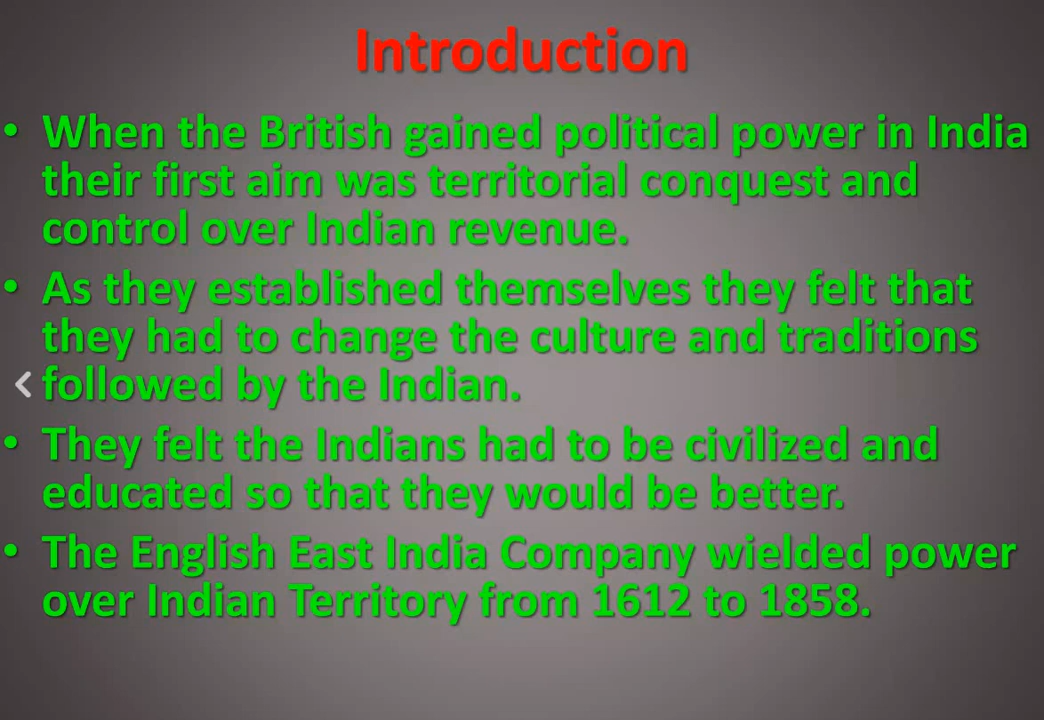 Introduction
• When the British gained political power in India
their first aim was territorial conquest and
control over Indian revenue.
• As they established themselves they felt that
they had to change the culture and traditions
followed by the Indian.
• They felt the Indians had to be civilized and
educated so that they would be better.
• The English East India Company wielded power
over Indian Territory from 1612 to 1858.